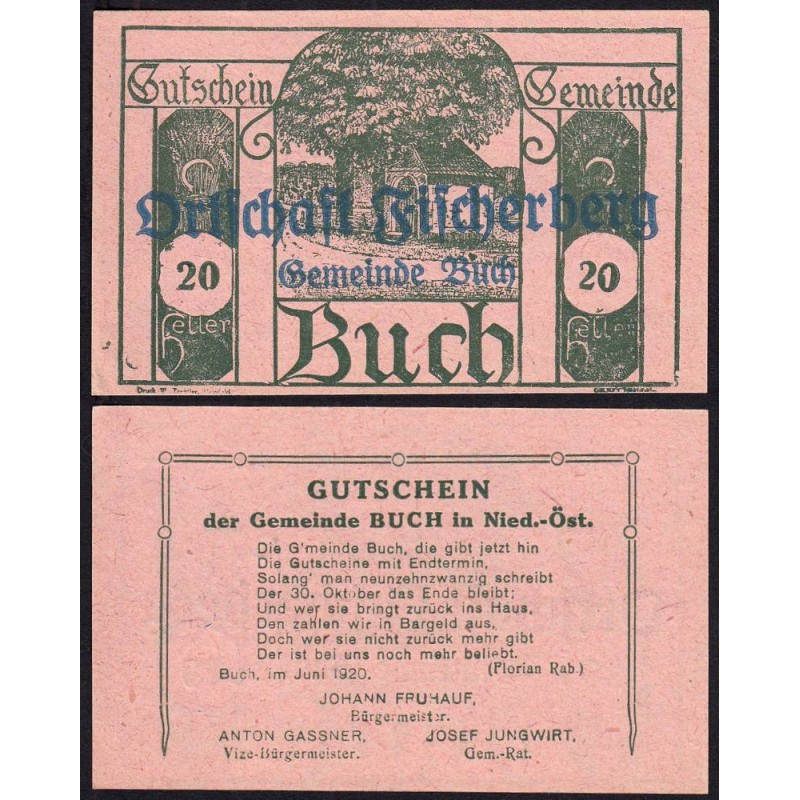 Gutschein Gemeinde
Ortschaft Fischerberg
20 20
Gemeinde Buch
Heller Heller
Buch
Druck
GUTSCHEIN
der Gemeinde BUCH in Nied.-Öst.
Die G'meinde Buch, die gibt jetzt hin
Die Gutscheine mit Endtermin,
Solang' man neunzehnzwanzig schreibt
Der 30. Oktober das Ende bleibt;
Und wer sie bringt zurück ins Haus,
Den zahlen wir in Bargeld aus,
Doch wer sie nicht zurück mehr gibt
Der ist bei uns noch mehr beliebt.
Buch, im Juni 1920. (Florian Rab.)
JOHANN FRUHAUF,
Bürgermeister.
ANTON GASSNER, JOSEF JUNGWIRT,
Vize-Bürgermeister. Gem.-Rat.